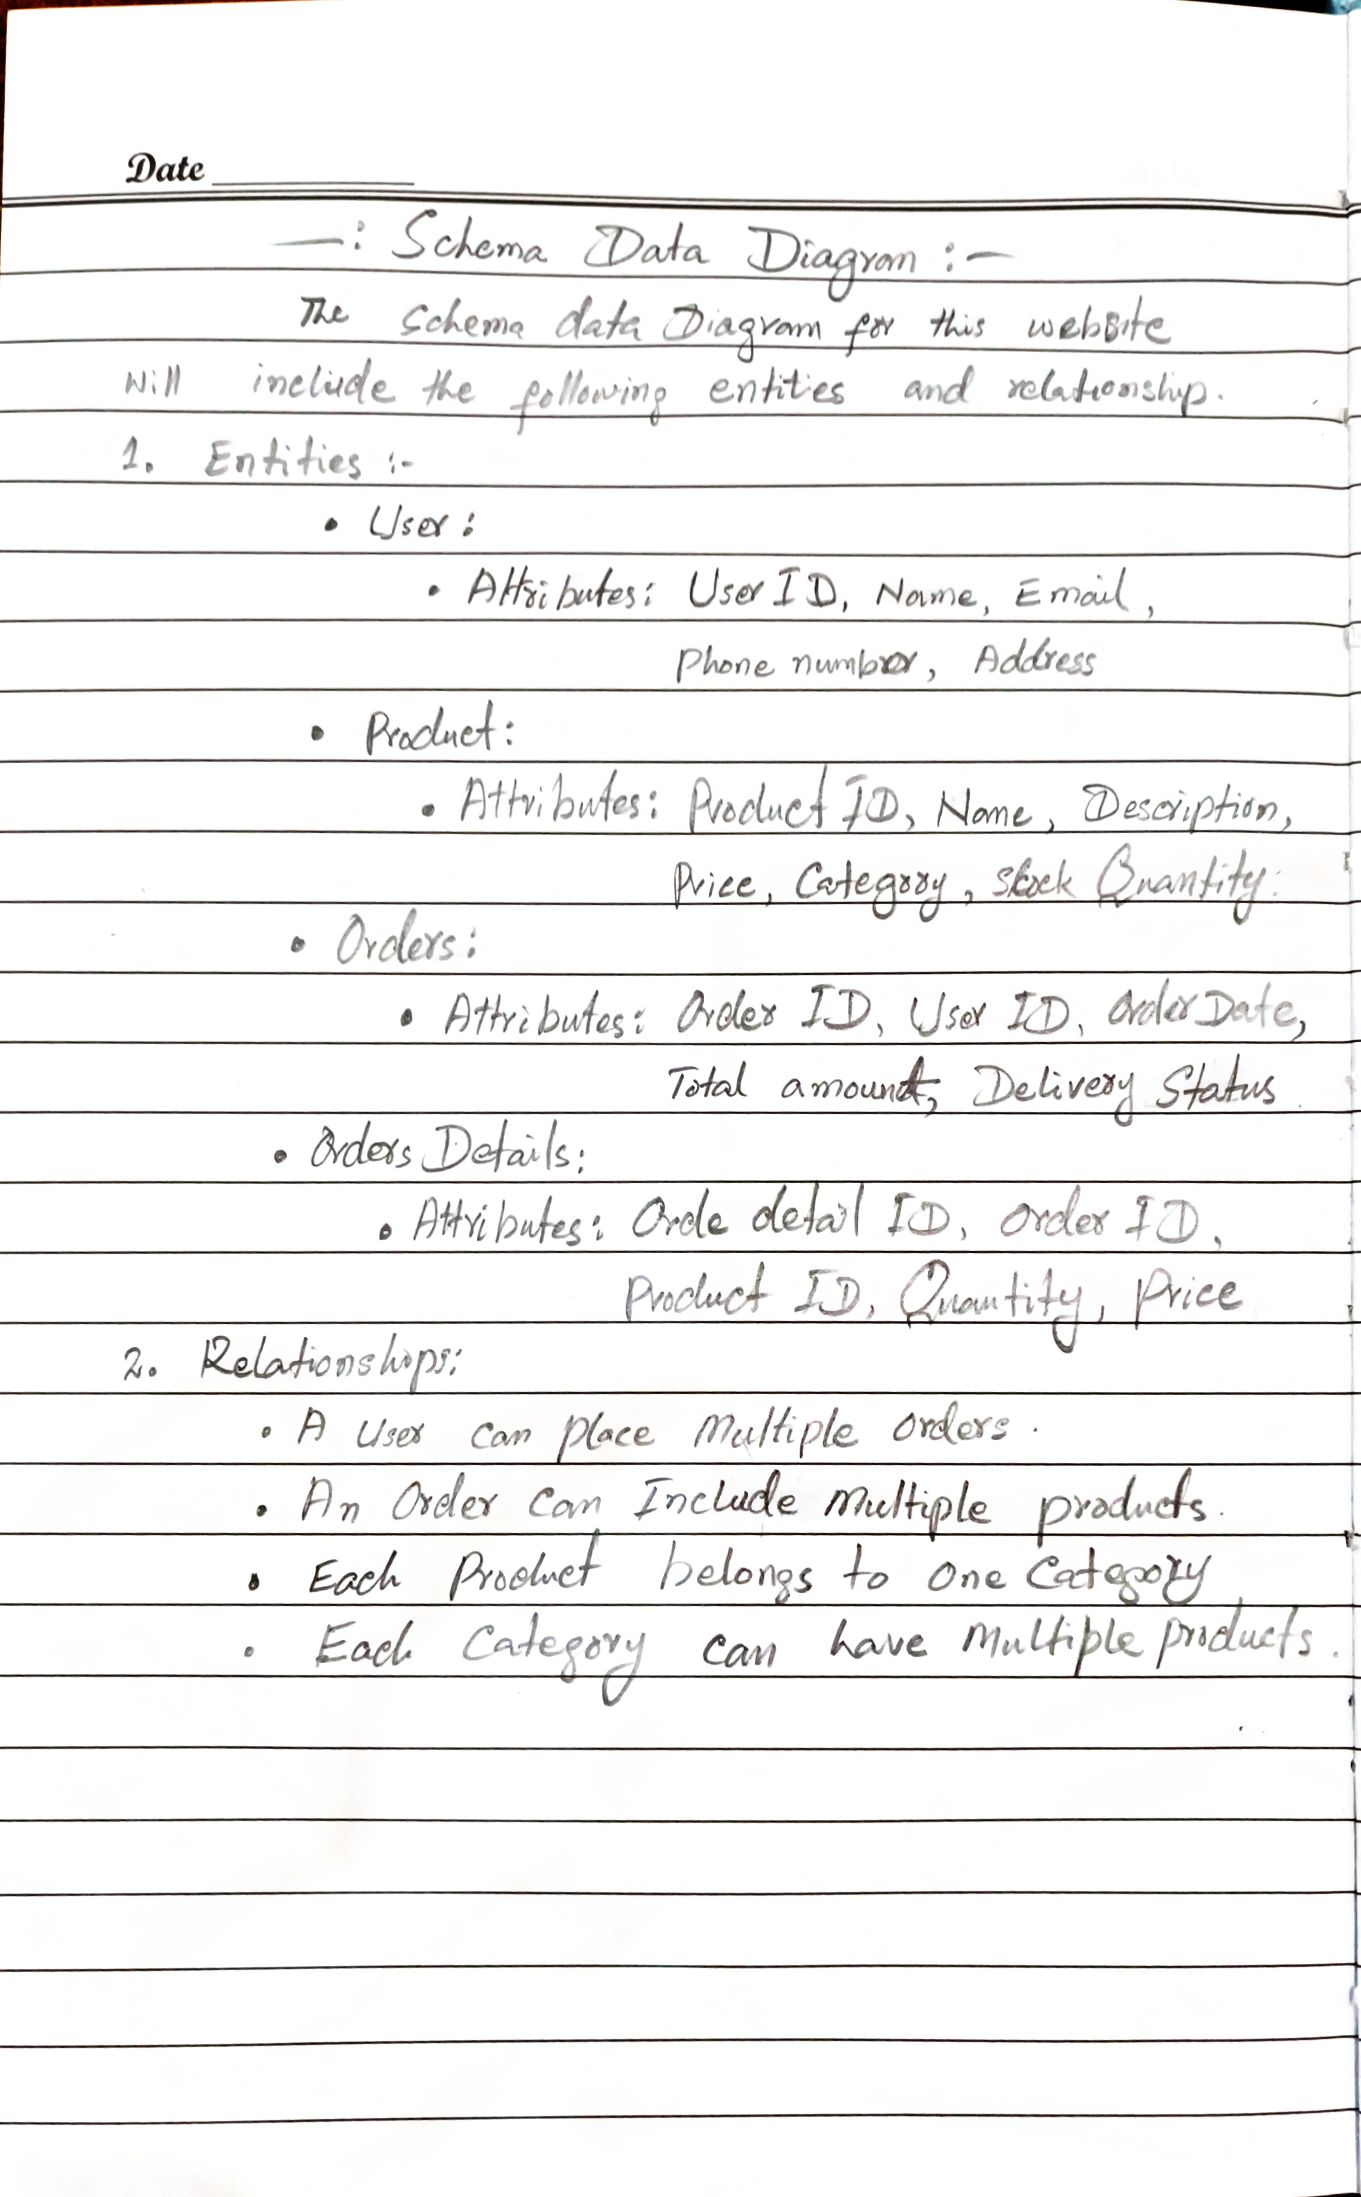 Date
—: Schema Data Diagram :—
The Schema data Diagram for this website
Will include the following entities and relationship.
1. Entities :-
• User :
• Attributes: User ID, Name, Email,
Phone number, Address
• Product:
• Attributes: Product ID, Name, Description,
Price, Category, Stock Quantity.
• Orders:
• Attributes: Order ID, User ID, Order Date,
Total amount, Delivery Status
• Orders Details:
• Attributes: Orde detail ID, Order ID,
Product ID, Quantity, Price
2. Relationships:
• A User can place Multiple orders.
• An Order can Include Multiple products.
• Each Product belongs to one Category
• Each Category can have Multiple products.